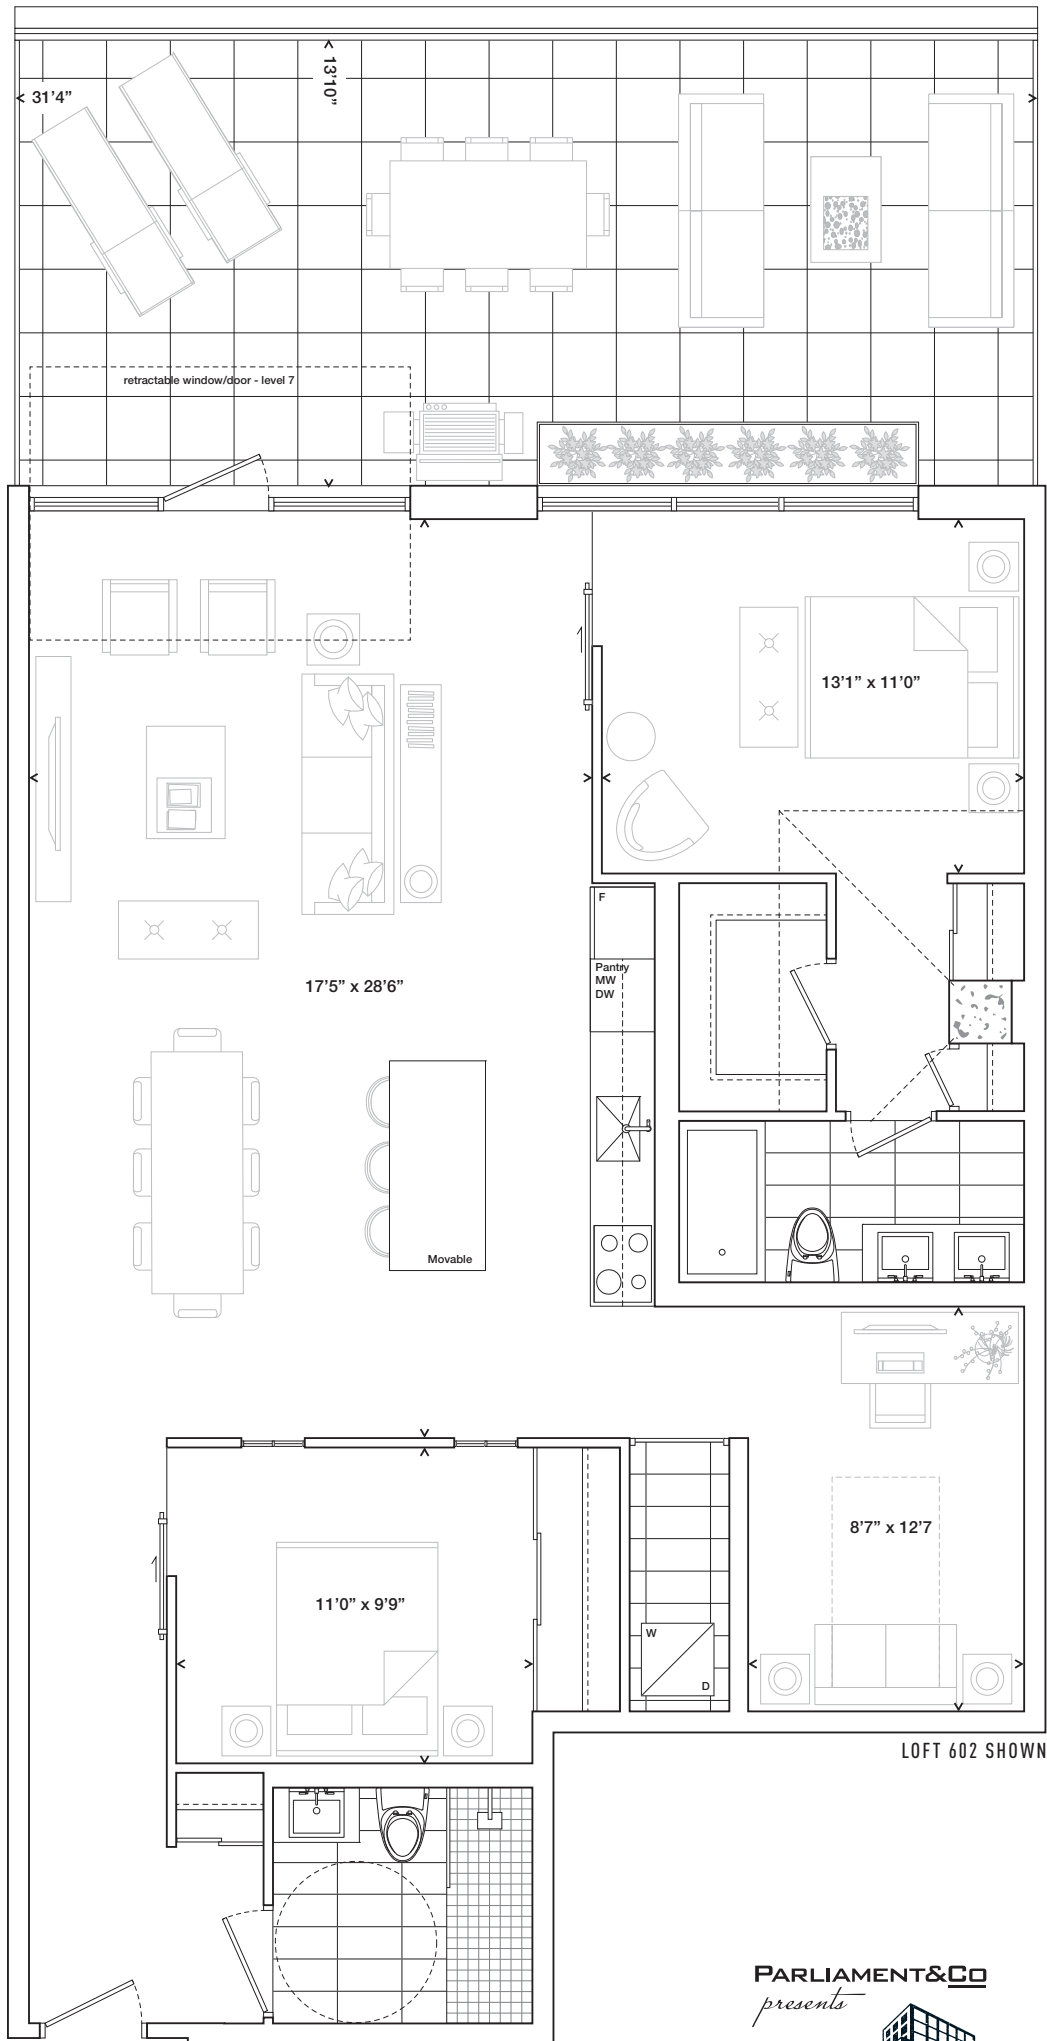 31’4”
13’10”
retractable window/door - level 7
13’1” x 11’0”
F
Pantry
MW
DW
17’5” x 28’6”
Movable
8’7” x 12’7
11’0” x 9’9”
W
D
LOFT 602 SHOWN
PARLIAMENT&CO
presents